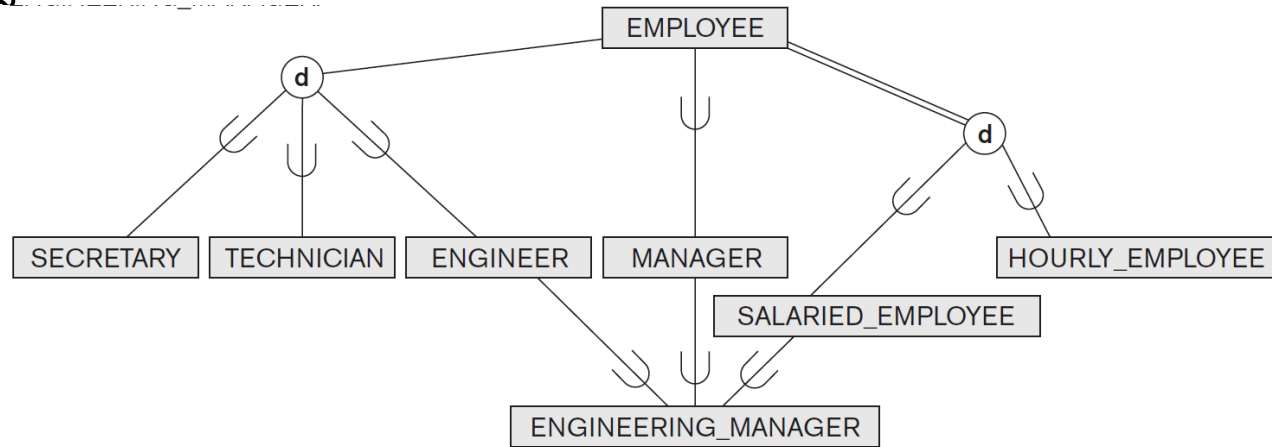 EMPLOYEE
d
d
SECRETARY
TECHNICIAN
ENGINEER
MANAGER
HOURLY_EMPLOYEE
SALARIED_EMPLOYEE
ENGINEERING_MANAGER